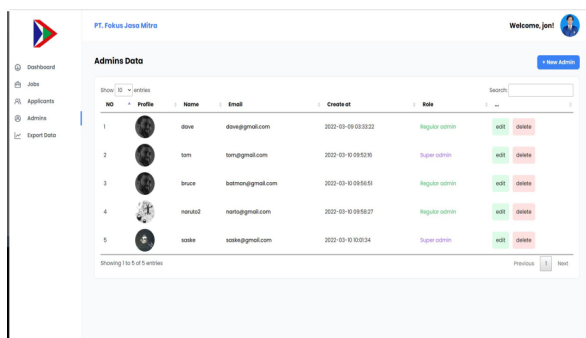 PT. Fokus Jasa Mitra
Welcome, jon!
Dashboard
Jobs
Applicants
Admins
Export Data
Admins Data
+ New Admin
Show 10 entries
Search:
NO Profile Name Email Create at Role ...
1 dave dave@gmail.com 2022-03-09 03:33:22 Regular admin edit delete
2 tom tom@gmail.com 2022-03-10 09:52:16 Super admin edit delete
3 bruce batman@gmail.com 2022-03-10 09:56:51 Regular admin edit delete
4 naruto2 narto@gmail.com 2022-03-10 09:58:27 Regular admin edit delete
5 saske saske@gmail.com 2022-03-10 10:01:34 Super admin edit delete
Showing 1 to 5 of 5 entries
Previous 1 Next